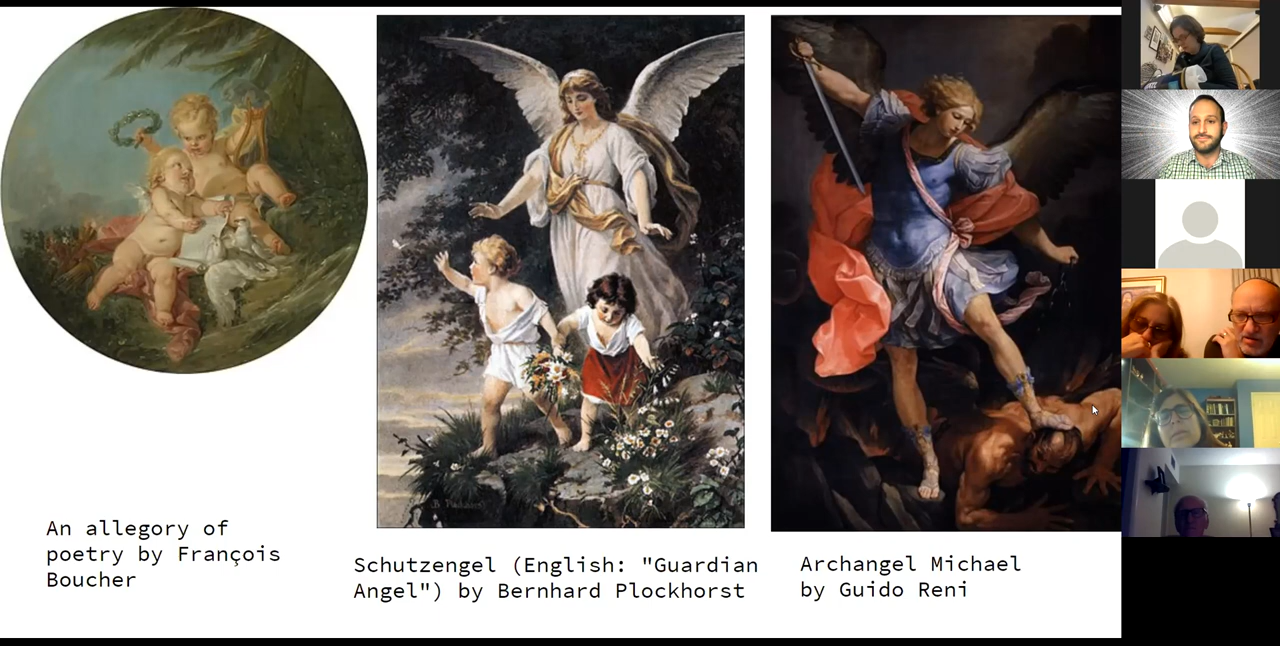 An allegory of
poetry by François
Boucher
Schutzengel (English: "Guardian
Angel") by Bernhard Plockhorst
Archangel Michael
by Guido Reni